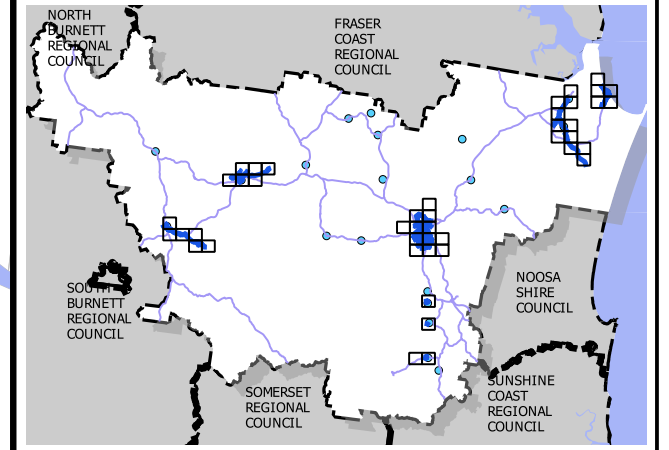 NORTH
BURNETT
REGIONAL
COUNCIL
FRASER
COAST
REGIONAL
COUNCIL
NOOSA
SHIRE
COUNCIL
SOUTH
BURNETT
REGIONAL
COUNCIL
SOMERSET
REGIONAL
COUNCIL
SUNSHINE
COAST
REGIONAL
COUNCIL